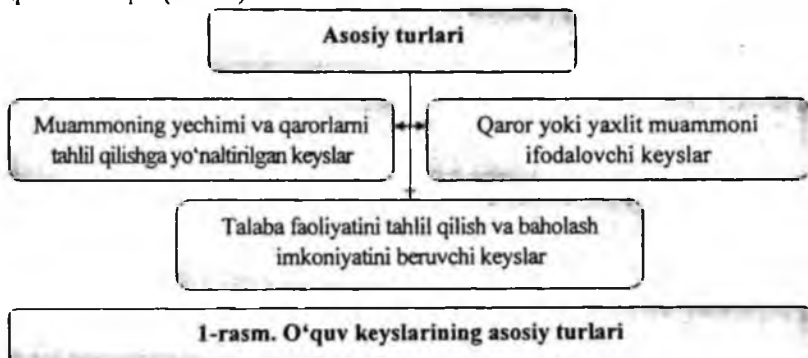 Asosiy turlari
Muammoning yechimi va qarorlarni
tahlil qilishga yo‘naltirilgan keyslar
Qaror yoki yaxlit muammoni
ifodalovchi keyslar
Talaba faoliyatini tahlil qilish va baholash
imkoniyatini beruvchi keyslar
1-rasm. O‘quv keyslarining asosiy turlari